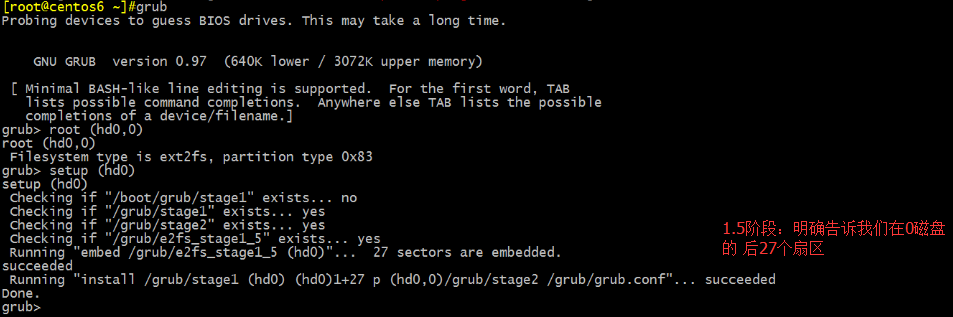 [root@centos6 ~]#grub
Probing devices to guess BIOS drives. This may take a long time.
GNU GRUB  version 0.97  (640K lower / 3072K upper memory)
[ Minimal BASH-like line editing is supported.  For the first word, TAB
lists possible command completions.  Anywhere else TAB lists the possible
completions of a device/filename.]
grub> root (hd0,0)
root (hd0,0)
Filesystem type is ext2fs, partition type 0x83
grub> setup (hd0)
setup (hd0)
Checking if "/boot/grub/stage1" exists... no
Checking if "/grub/stage1" exists... yes
Checking if "/grub/stage2" exists... yes
Checking if "/grub/e2fs_stage1_5" exists... yes
Running "embed /grub/e2fs_stage1_5 (hd0)"...  27 sectors are embedded.
succeeded
Running "install /grub/stage1 (hd0) (hd0)1+27 p (hd0,0)/grub/stage2 /grub/grub.conf"... succeeded
Done.
grub>
1.5阶段：明确告诉我们在0磁盘
的 后27个扇区